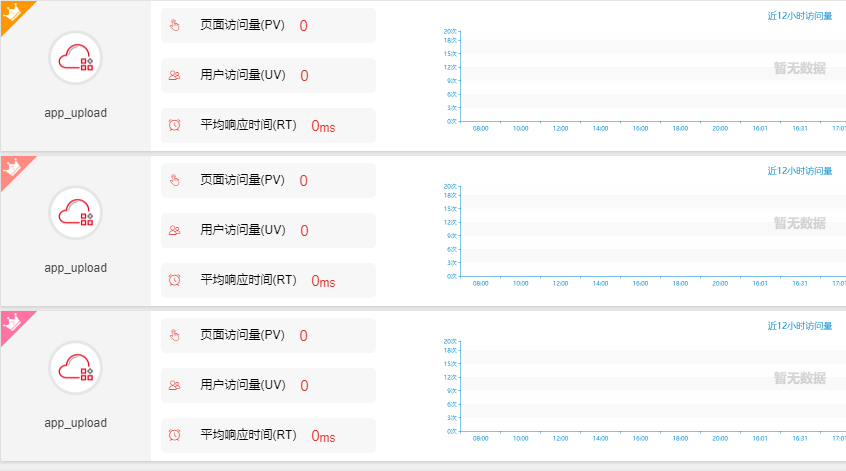 页面访问量(PV) 0
用户访问量(UV) 0
平均响应时间(RT) 0ms
app_upload
近12小时访问量
20次
18次
15次
12次
9次
6次
3次
0次
暂无数据
08:00 10:00 12:00 14:00 16:00 18:00 20:00 16:01 16:31 17:01
页面访问量(PV) 0
用户访问量(UV) 0
平均响应时间(RT) 0ms
app_upload
近12小时访问量
20次
18次
15次
12次
9次
6次
3次
0次
暂无数据
08:00 10:00 12:00 14:00 16:00 18:00 20:00 16:01 16:31 17:01
页面访问量(PV) 0
用户访问量(UV) 0
平均响应时间(RT) 0ms
app_upload
近12小时访问量
20次
18次
15次
12次
9次
6次
3次
0次
暂无数据
08:00 10:00 12:00 14:00 16:00 18:00 20:00 16:01 16:31 17:01